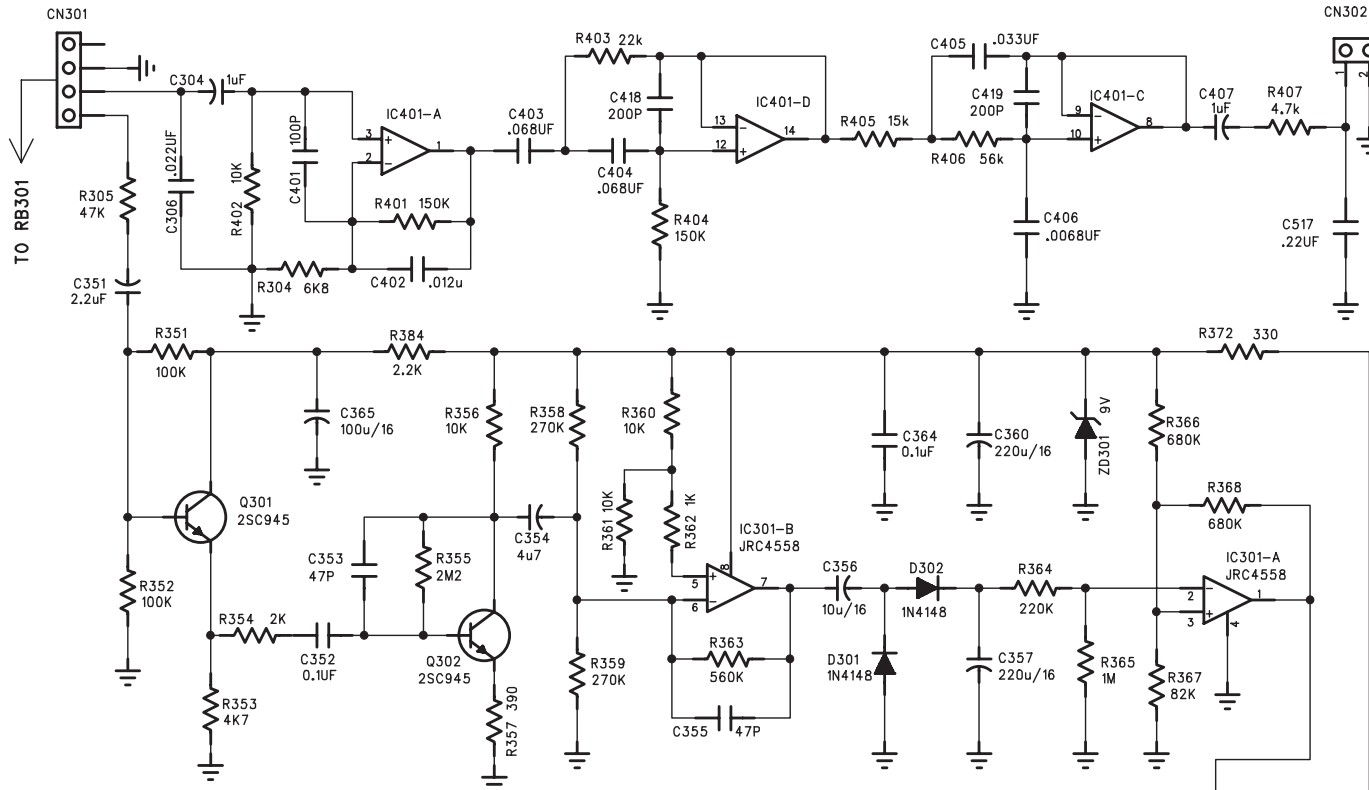 CN301
TO RB301
C304
1uF
.022UF
C306
R402
10K
C401
100P
IC401-A
3
2
1
+
-
R401 150K
R304
6K8
C402
.012u
R305
47K
C351
2.2uF
C403
.068UF
R403
22k
C418
200P
C404
.068UF
R404
150K
IC401-D
13
12
14
-
+
R405 15k
C405
.033UF
R406 56k
C419
200P
C406
.0068UF
IC401-C
9
10
8
-
+
C407
1uF
R407
4.7k
CN302
1
2
C517
.22UF
R351
100K
R384
2.2K
C365
100u/16
R356
10K
R358
270K
R360
10K
C364
0.1uF
C360
220u/16
ZD301
9V
R372 330
R366
680K
R368
680K
Q301
2SC945
R352
100K
R354 2K
C352
0.1UF
C353
47P
R355
2M2
C354
4u7
R353
4K7
Q302
2SC945
R357 390
R359
270K
R361 10K
R362 1K
IC301-B
JRC4558
5
6
8
7
+
-
R363
560K
C355 47P
C356
10u/16
D302
1N4148
D301
1N4148
R364
220K
C357
220u/16
R365
1M
R367
82K
IC301-A
JRC4558
2
3
1
4
-
+